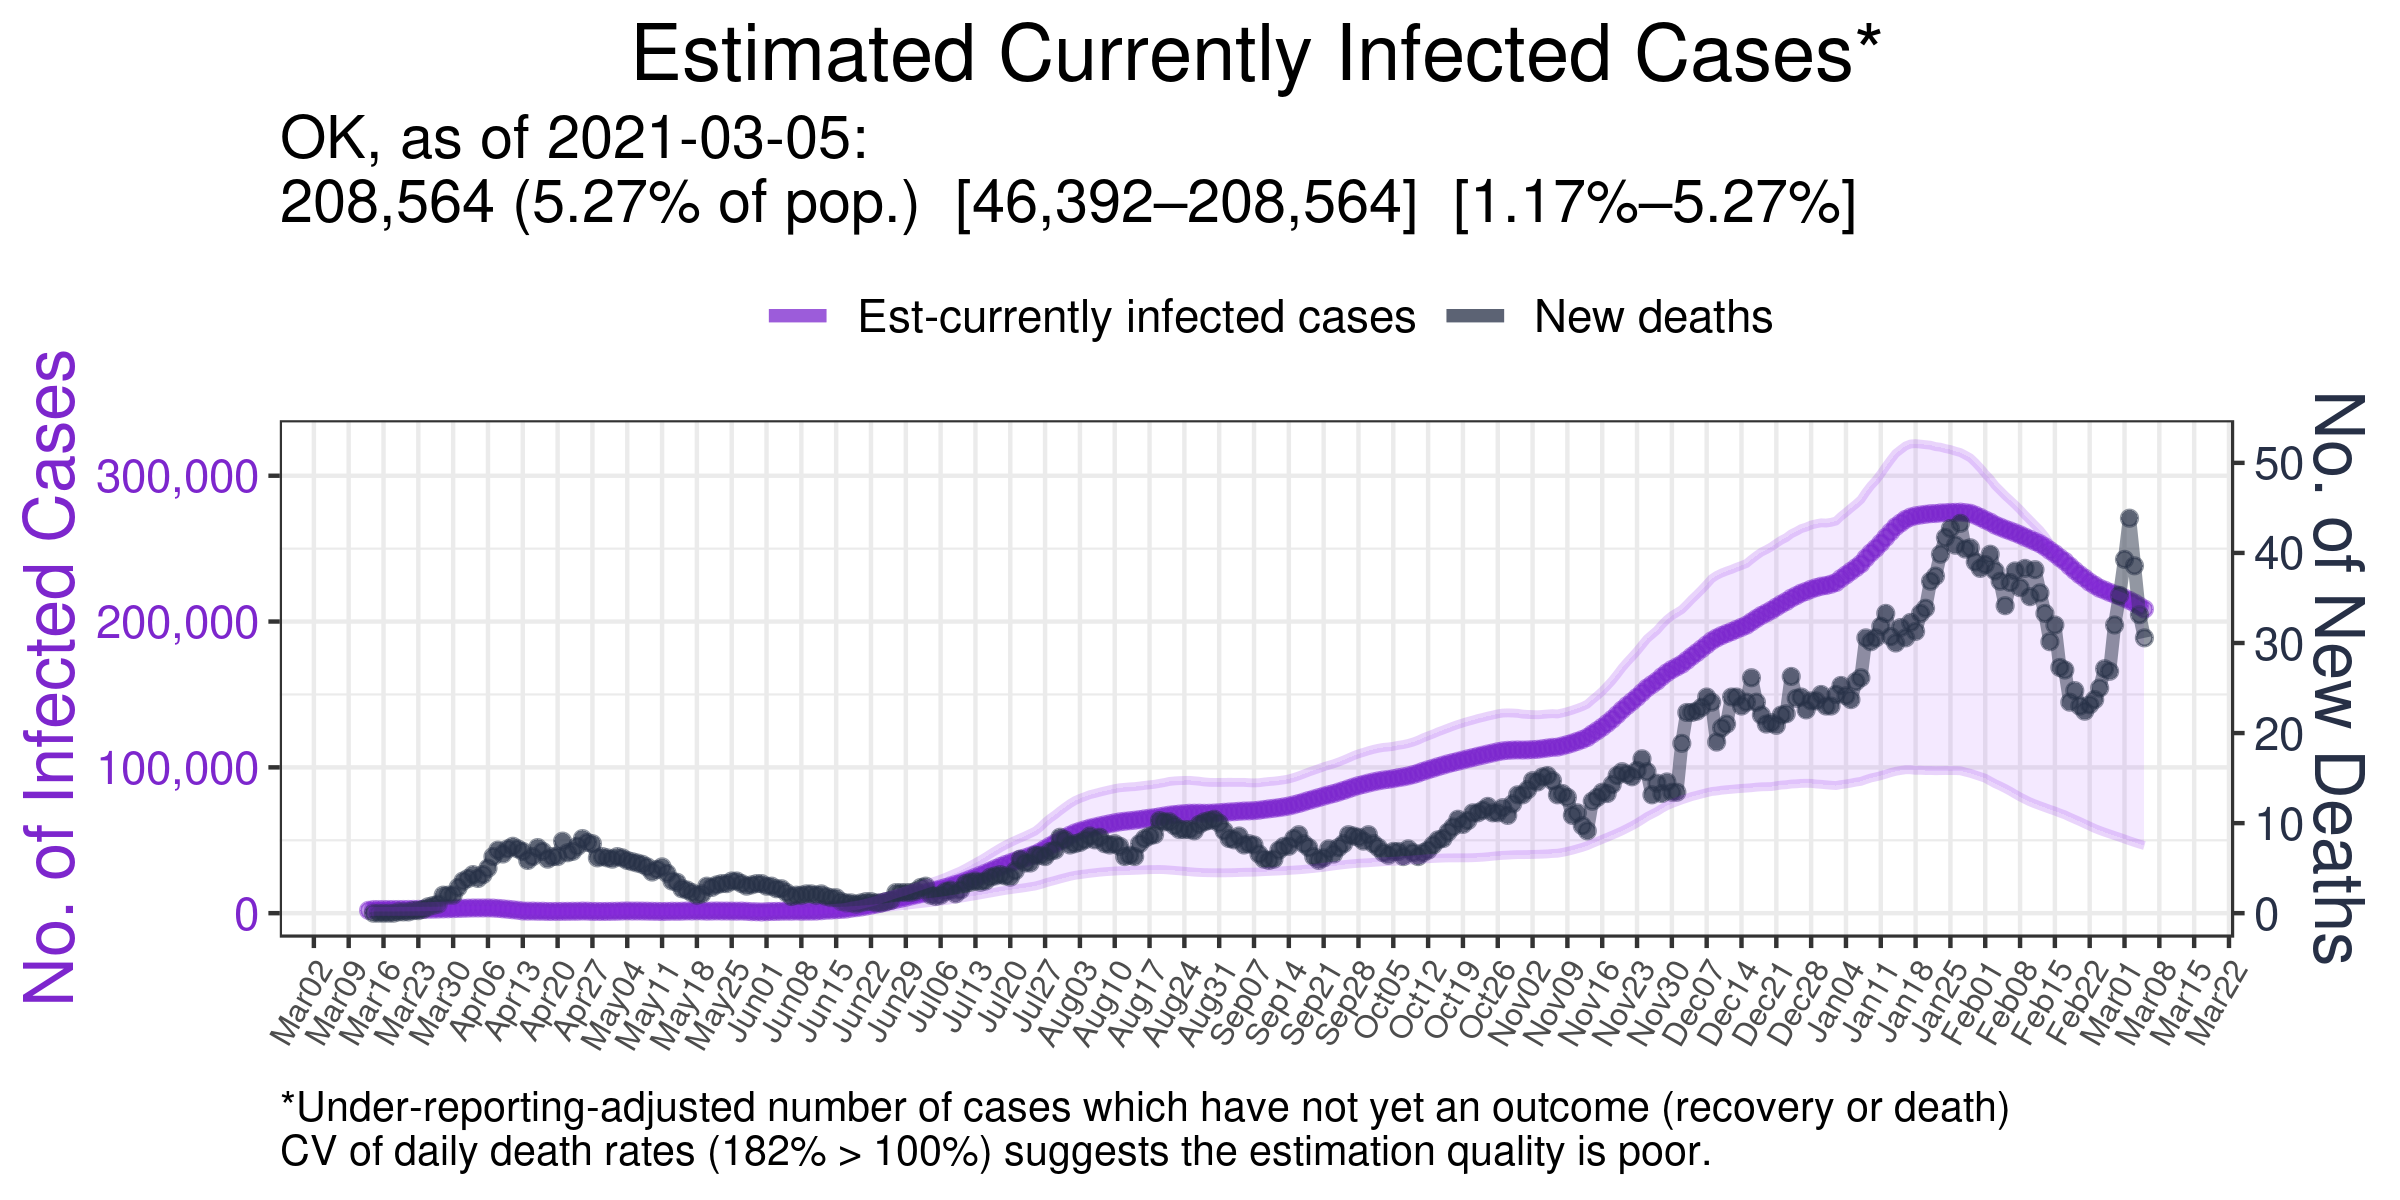 Estimated Currently Infected Cases*
OK, as of 2021-03-05:
208,564 (5.27% of pop.)  [46,392–208,564]  [1.17%–5.27%]
Est-currently infected cases
New deaths
No. of Infected Cases
300,000
200,000
100,000
0
50
40
30
20
10
0
No. of New Deaths
Mar02
Mar09
Mar16
Mar23
Mar30
Apr06
Apr13
Apr20
Apr27
May04
May11
May18
May25
Jun01
Jun08
Jun15
Jun22
Jun29
Jul06
Jul13
Jul20
Jul27
Aug03
Aug10
Aug17
Aug24
Aug31
Sep07
Sep14
Sep21
Sep28
Oct05
Oct12
Oct19
Oct26
Nov02
Nov09
Nov16
Nov23
Nov30
Dec07
Dec14
Dec21
Dec28
Jan04
Jan11
Jan18
Jan25
Feb01
Feb08
Feb15
Feb22
Mar01
Mar08
Mar15
Mar22
*Under-reporting-adjusted number of cases which have not yet an outcome (recovery or death)
CV of daily death rates (182% > 100%) suggests the estimation quality is poor.